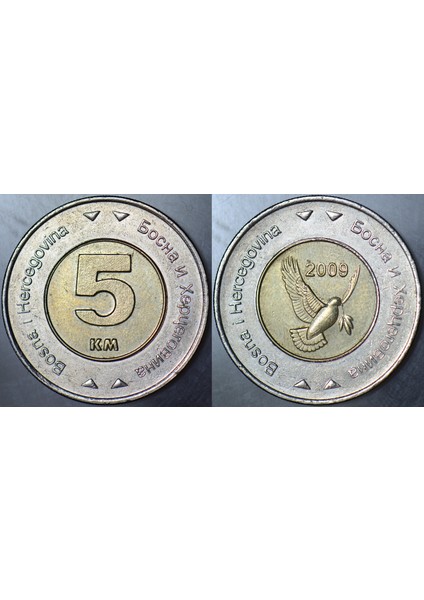 Bosna i Hercegovina
Босна и Херцеговина
5
KM
Bosna i Hercegovina
Босна и Херцеговина
2009